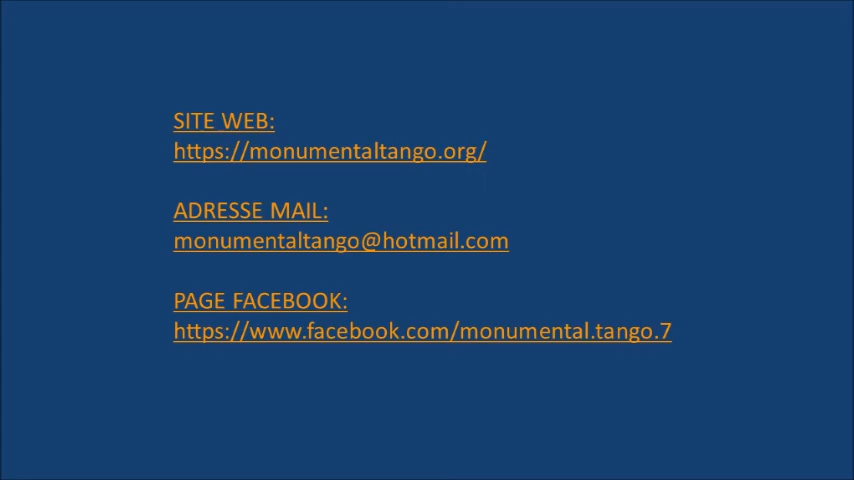 SITE WEB:
https://monumentaltango.org/
ADRESSE MAIL:
monumentaltango@hotmail.com
PAGE FACEBOOK:
https://www.facebook.com/monumental.tango.7